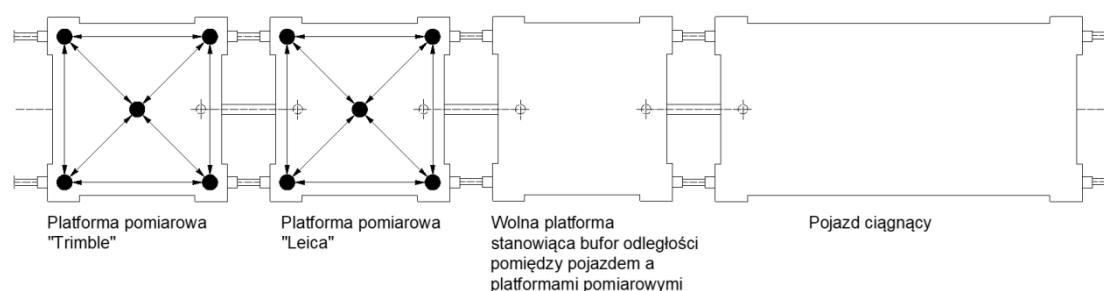 Platforma pomiarowa
"Trimble"
Platforma pomiarowa
"Leica"
Wolna platforma
stanowiąca bufor odległości
pomiędzy pojazdem a
platformami pomiarowymi
Pojazd ciągnący